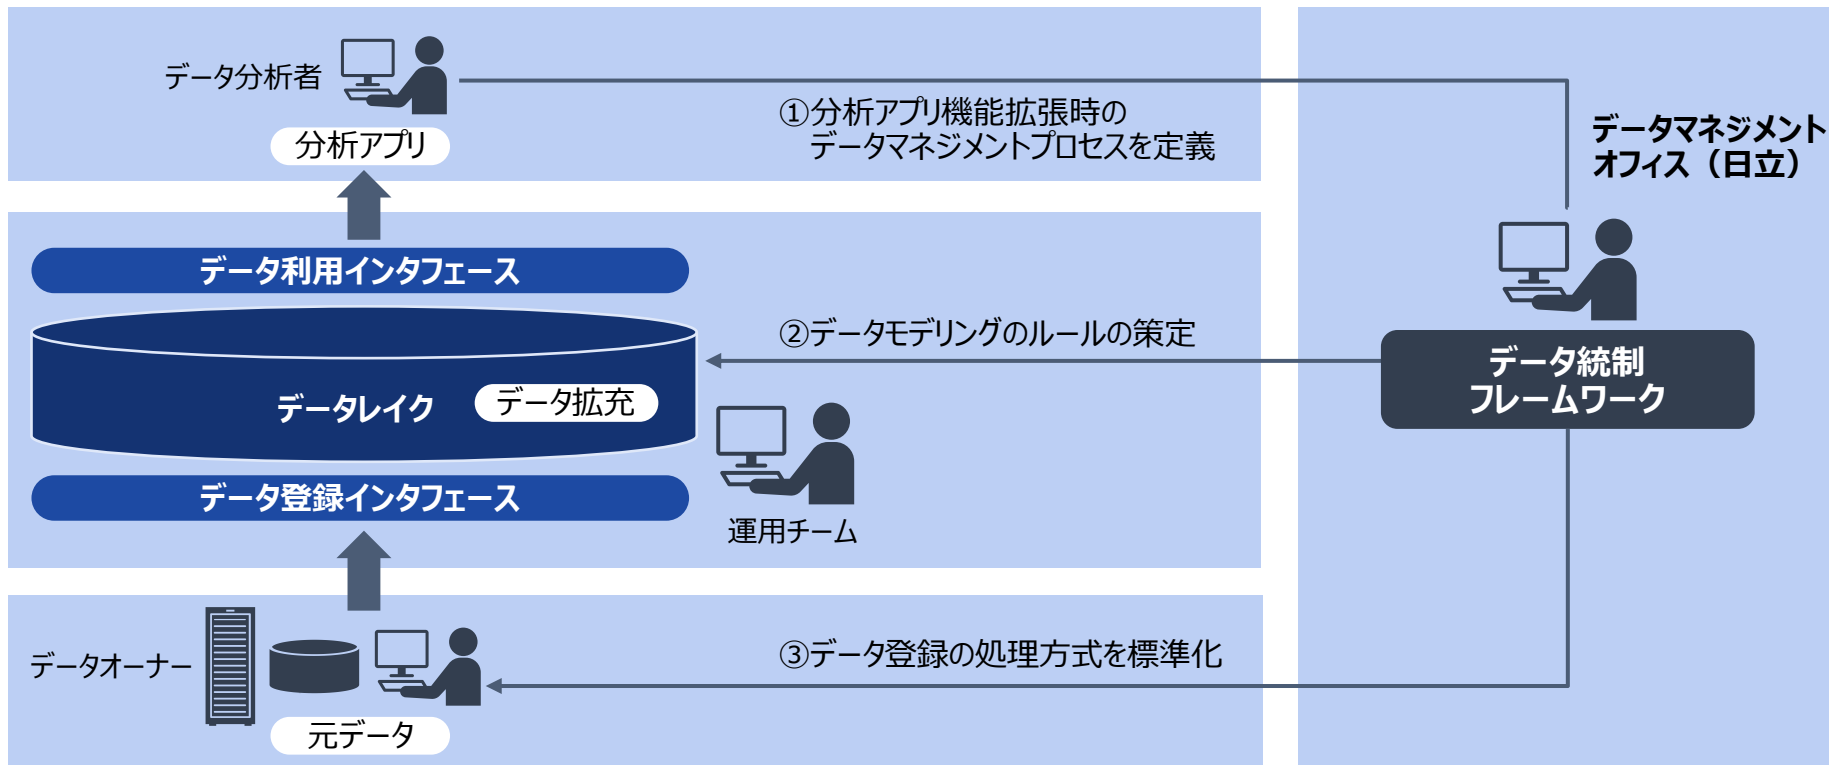 データ分析者
分析アプリ
①分析アプリ機能拡張時の
データマネジメントプロセスを定義
データマネジメント
オフィス（日立）
データ利用インタフェース
データレイク
データ拡充
データ登録インタフェース
運用チーム
②データモデリングのルールの策定
データ統制
フレームワーク
データオーナー
元データ
③データ登録の処理方式を標準化